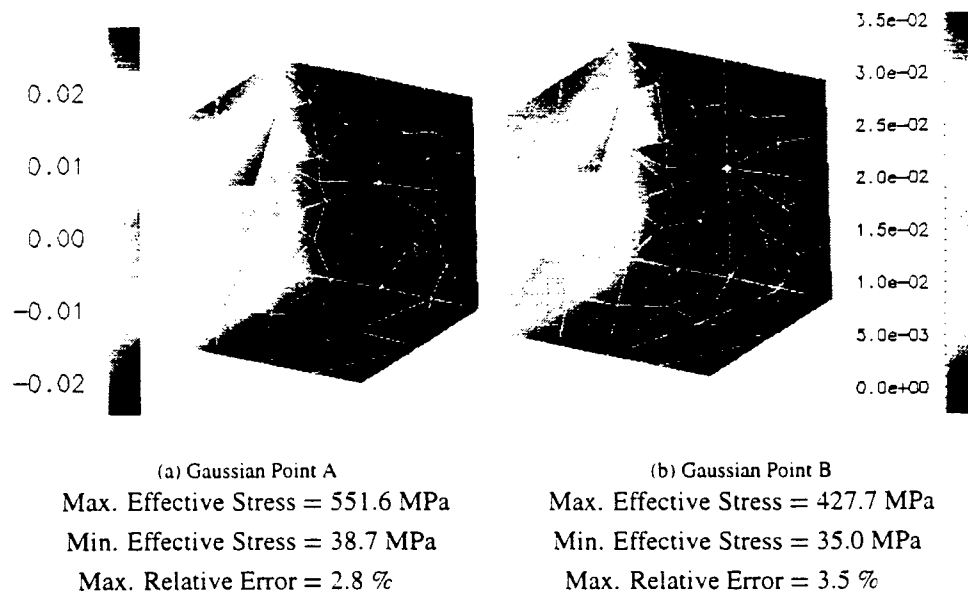 3.5e−02
3.0e−02
0.02
2.5e−02
0.01
2.0e−02
0.00
1.5e−02
1.0e−02
−0.01
5.0e−03
−0.02
0.0e+00
(a) Gaussian Point A
Max. Effective Stress = 551.6 MPa
Min. Effective Stress = 38.7 MPa
Max. Relative Error = 2.8 %
(b) Gaussian Point B
Max. Effective Stress = 427.7 MPa
Min. Effective Stress = 35.0 MPa
Max. Relative Error = 3.5 %